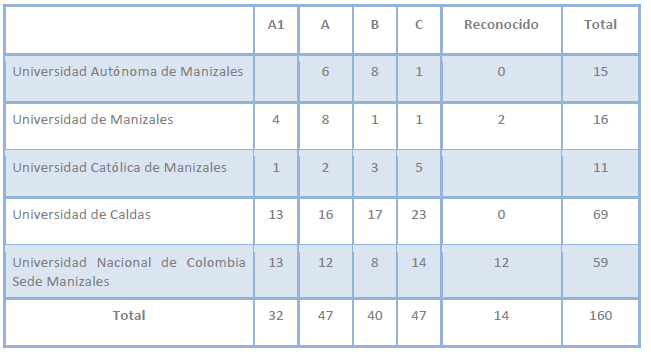 A1 A B C Reconocido Total
Universidad Autónoma de Manizales 6 8 1 0 15
Universidad de Manizales 4 8 1 1 2 16
Universidad Católica de Manizales 1 2 3 5 11
Universidad de Caldas 13 16 17 23 0 69
Universidad Nacional de Colombia 13 12 8 14 12 59
Sede Manizales
Total 32 47 40 47 14 160